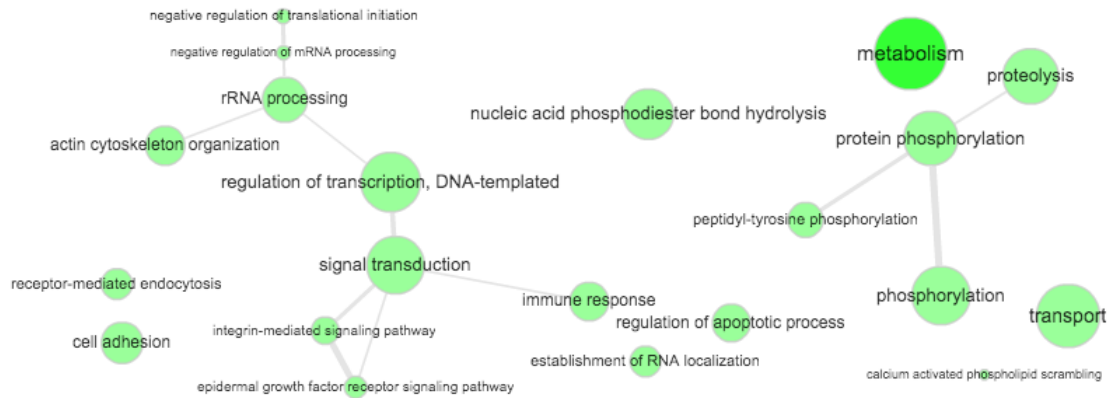 negative regulation of translational initiation
negative regulation of mRNA processing
metabolism
proteolysis
rRNA processing
nucleic acid phosphodiester bond hydrolysis
actin cytoskeleton organization
protein phosphorylation
regulation of transcription, DNA-templated
peptidyl-tyrosine phosphorylation
signal transduction
receptor-mediated endocytosis
immune response
phosphorylation
transport
regulation of apoptotic process
integrin-mediated signaling pathway
cell adhesion
establishment of RNA localization
calcium activated phospholipid scrambling
epidermal growth factor receptor signaling pathway